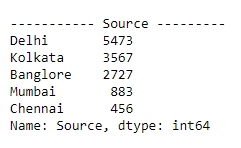 ----------- Source ---------
Delhi       5473
Kolkata     3567
Banglore    2727
Mumbai       883
Chennai      456
Name: Source, dtype: int64